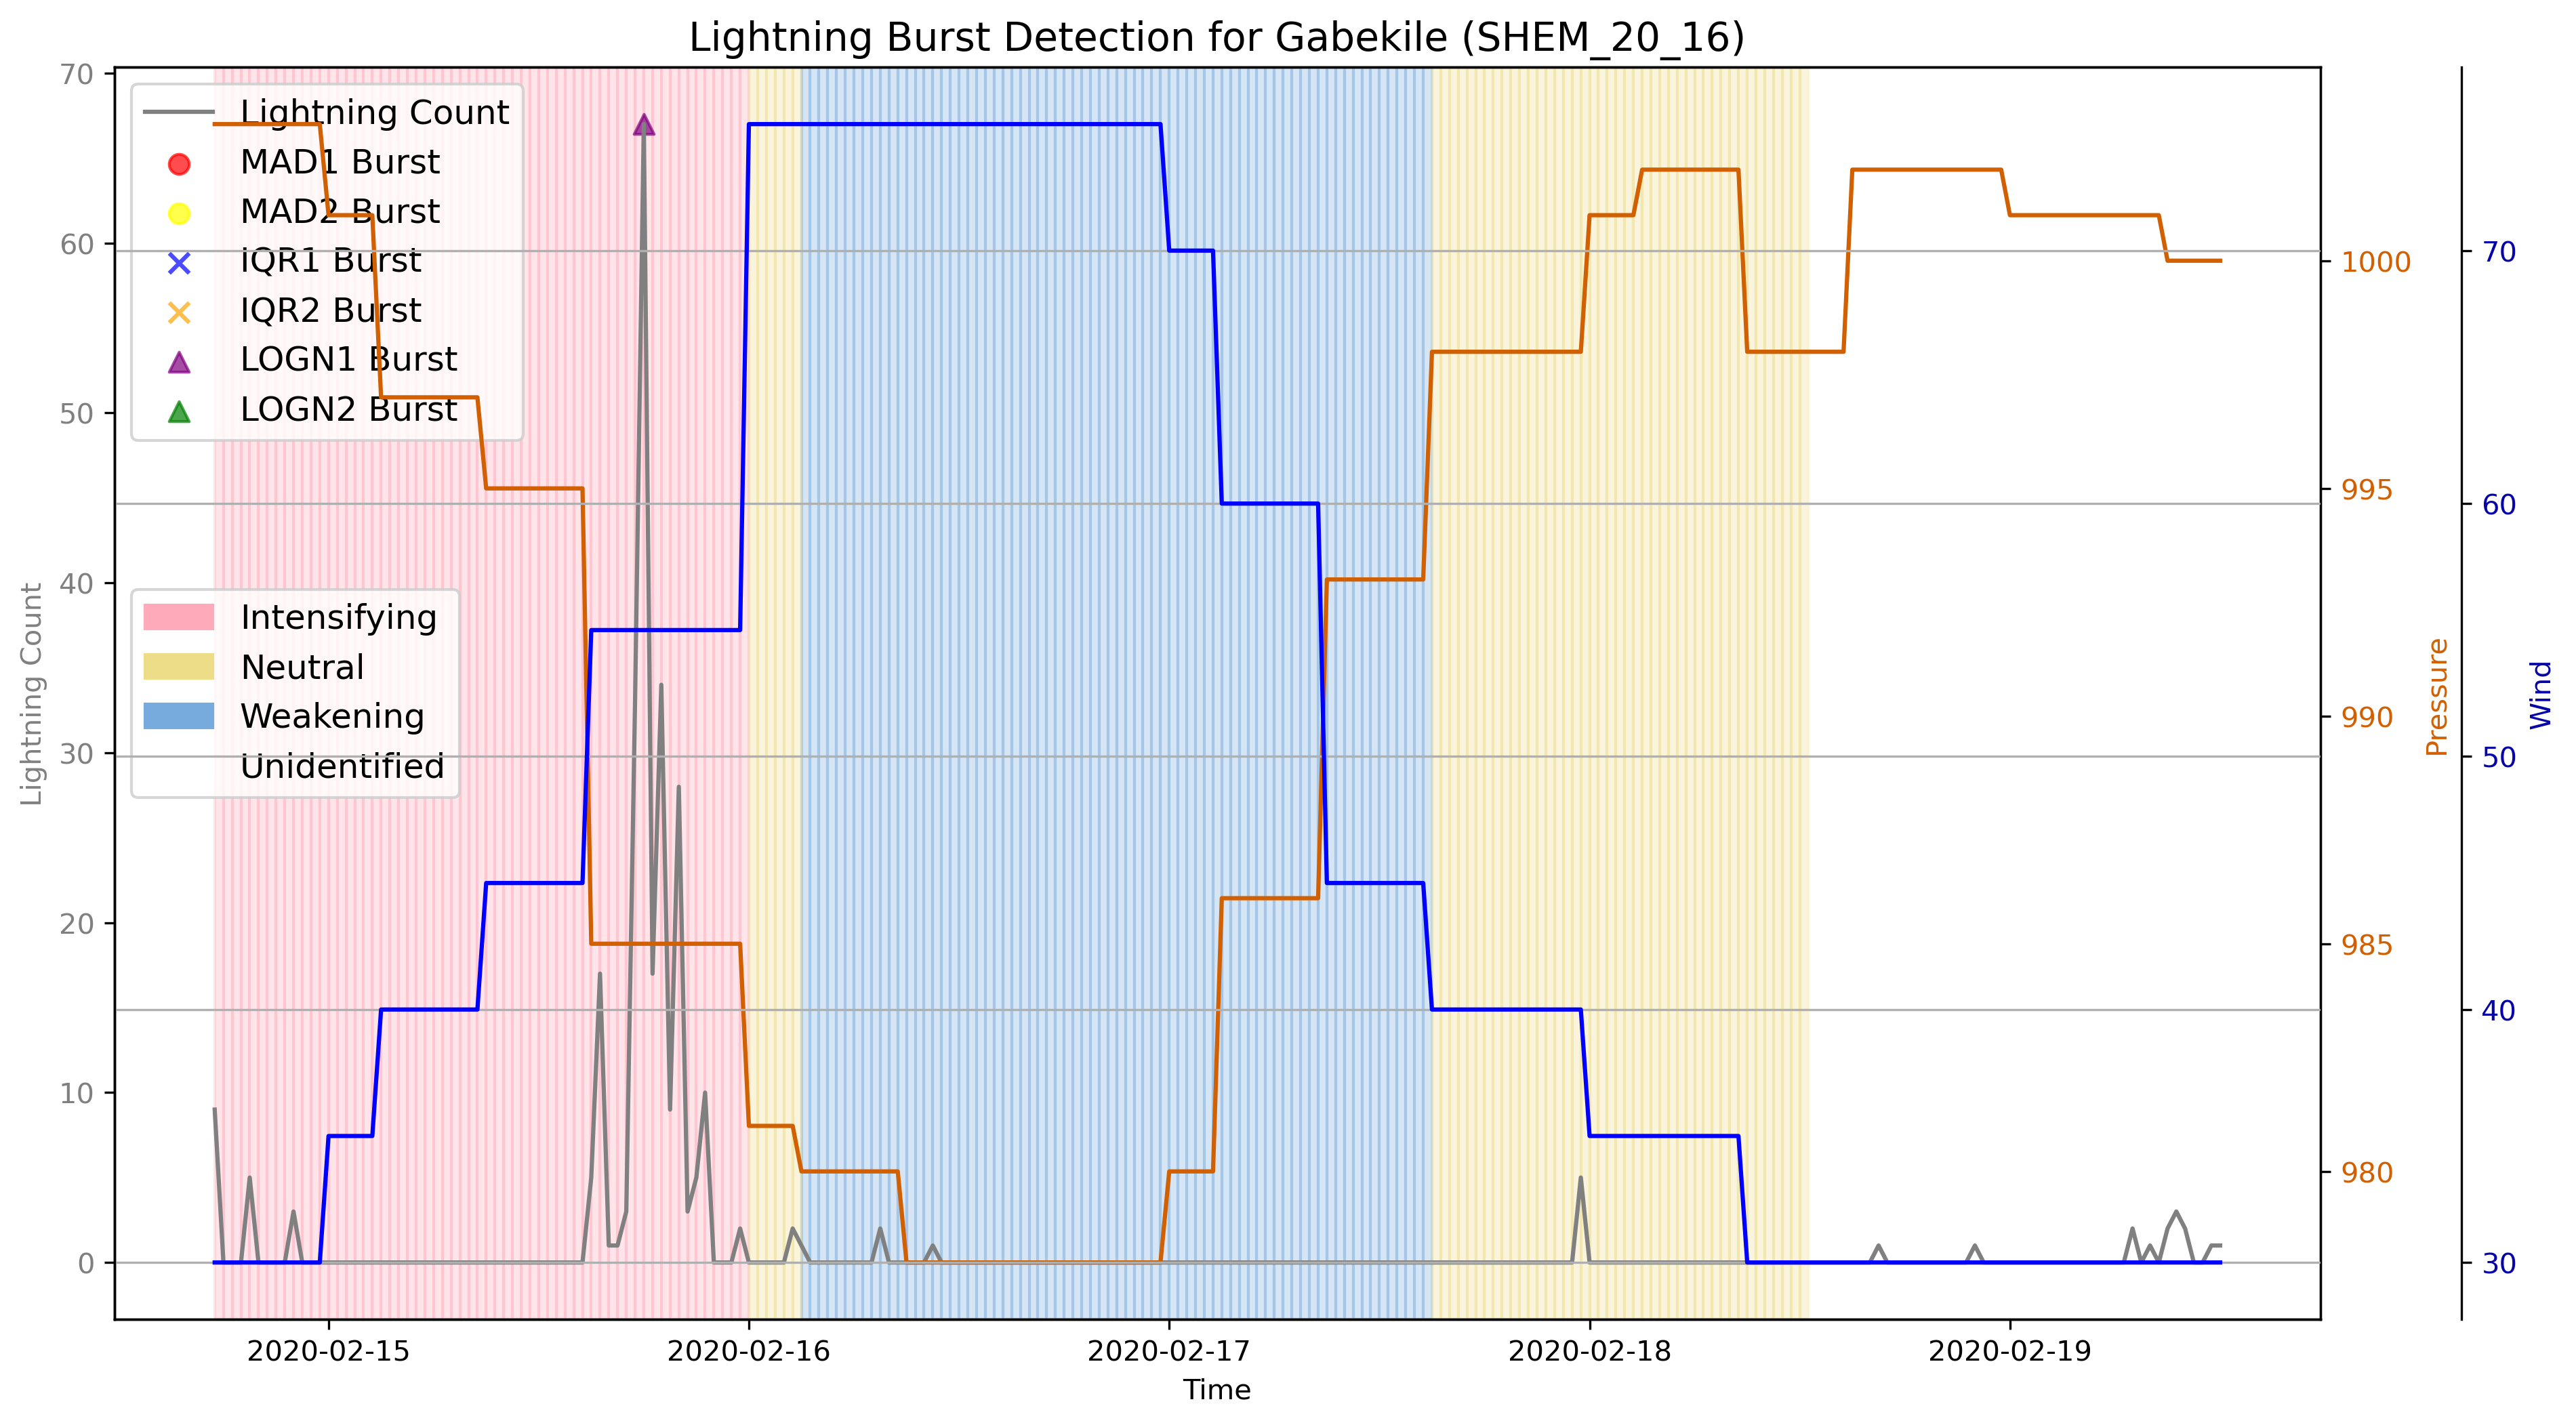 Lightning Burst Detection for Gabekile (SHEM_20_16)
70
60
50
40
30
20
10
0
Lightning Count
Lightning Count
MAD1 Burst
MAD2 Burst
IQR1 Burst
IQR2 Burst
LOGN1 Burst
LOGN2 Burst
Intensifying
Neutral
Weakening
Unidentified
1000
995
990
985
980
Pressure
70
60
50
40
30
Wind
2020-02-15
2020-02-16
2020-02-17
2020-02-18
2020-02-19
Time